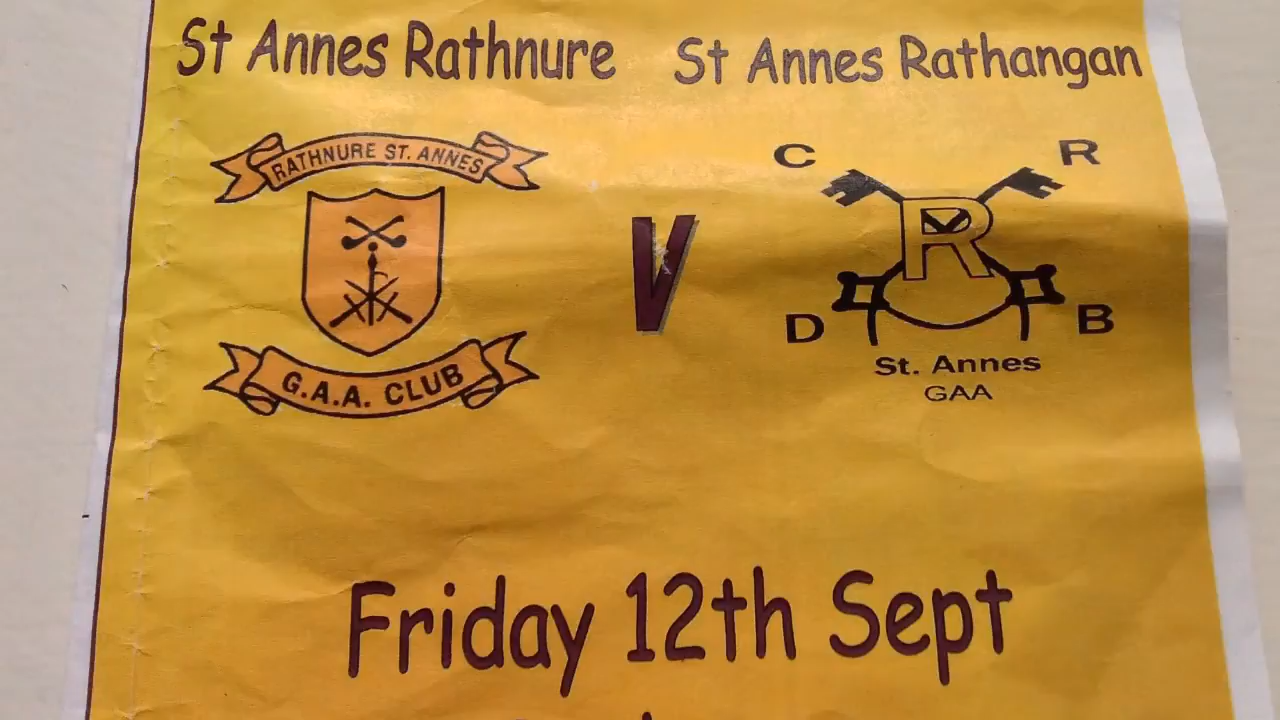 St Annes Rathnure St Annes Rathangan
RATHNURE ST. ANNES
G.A.A. CLUB
V
C R
R
D B
St. Annes
GAA
Friday 12th Sept